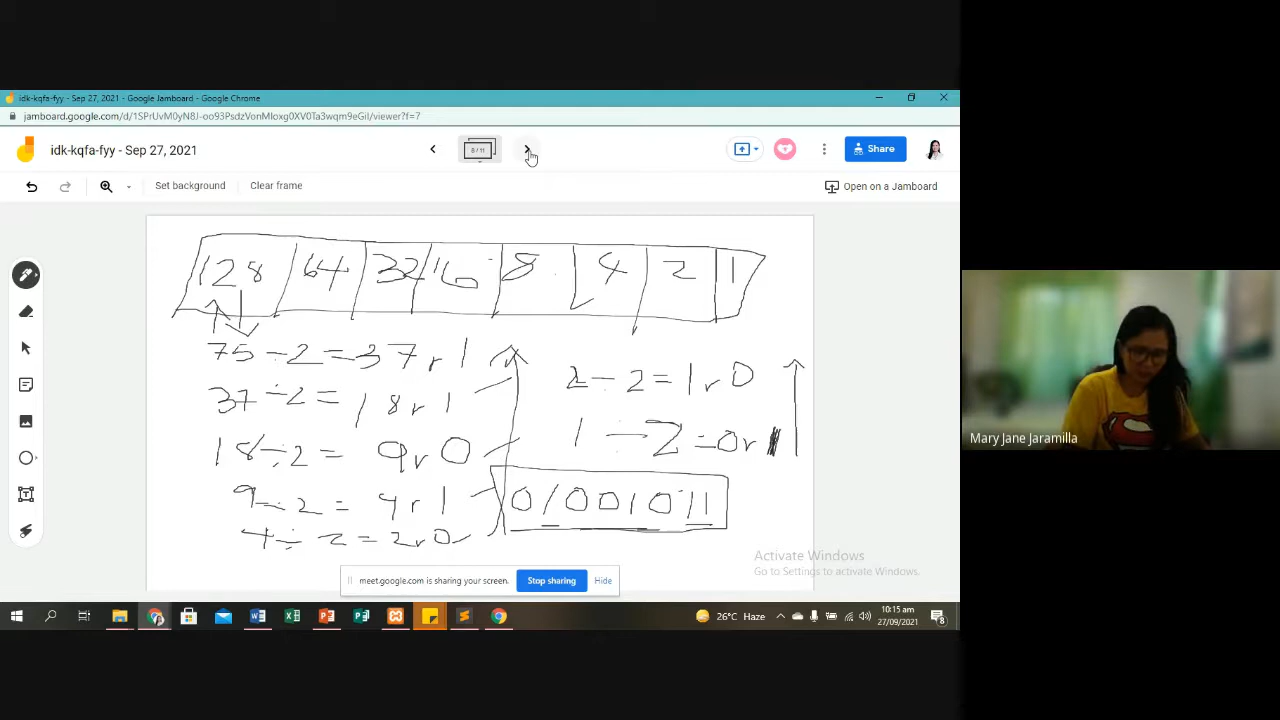 idk-kqfa-fyy - Sep 27, 2021 - Google Jamboard - Google Chrome
jamboard.google.com/d/1SPrUvM0yN8J-oo93PsdzVonMIoxg0XV0Ta3wqm9eGiI/viewer?f=7
idk-kqfa-fyy - Sep 27, 2021
8 / 11
Share
Set background
Clear frame
Open on a Jamboard
128 64 32 16 8 4 2 1
75 ÷ 2 = 37 r 1
2 ÷ 2 = 1 r 0
37 ÷ 2 = 18 r 1
1 ÷ 2 = 0 r 1
18 ÷ 2 = 9 r 0
9 ÷ 2 = 4 r 1
01001011
4 ÷ 2 = 2 r 0
Mary Jane Jaramilla
Activate Windows
Go to Settings to activate Windows.
meet.google.com is sharing your screen.
Stop sharing
Hide
26°C Haze
10:15 am
27/09/2021
8